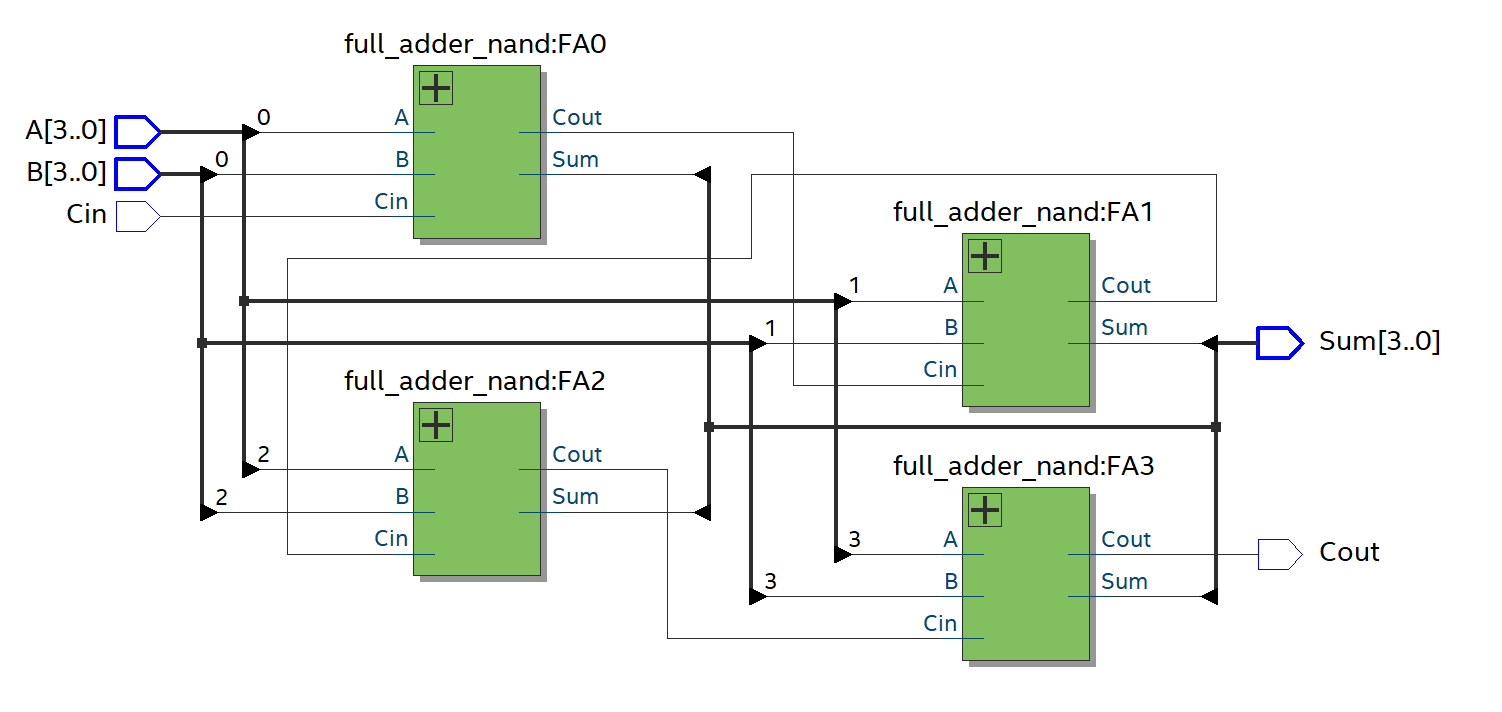 full_adder_nand:FA0
A[3..0]
0
A
Cout
B[3..0]
0
B
Sum
Cin
Cin
full_adder_nand:FA1
1
A
Cout
1
B
Sum
Sum[3..0]
Cin
full_adder_nand:FA2
2
A
Cout
2
B
Sum
Cin
full_adder_nand:FA3
3
A
Cout
Cout
3
B
Sum
Cin